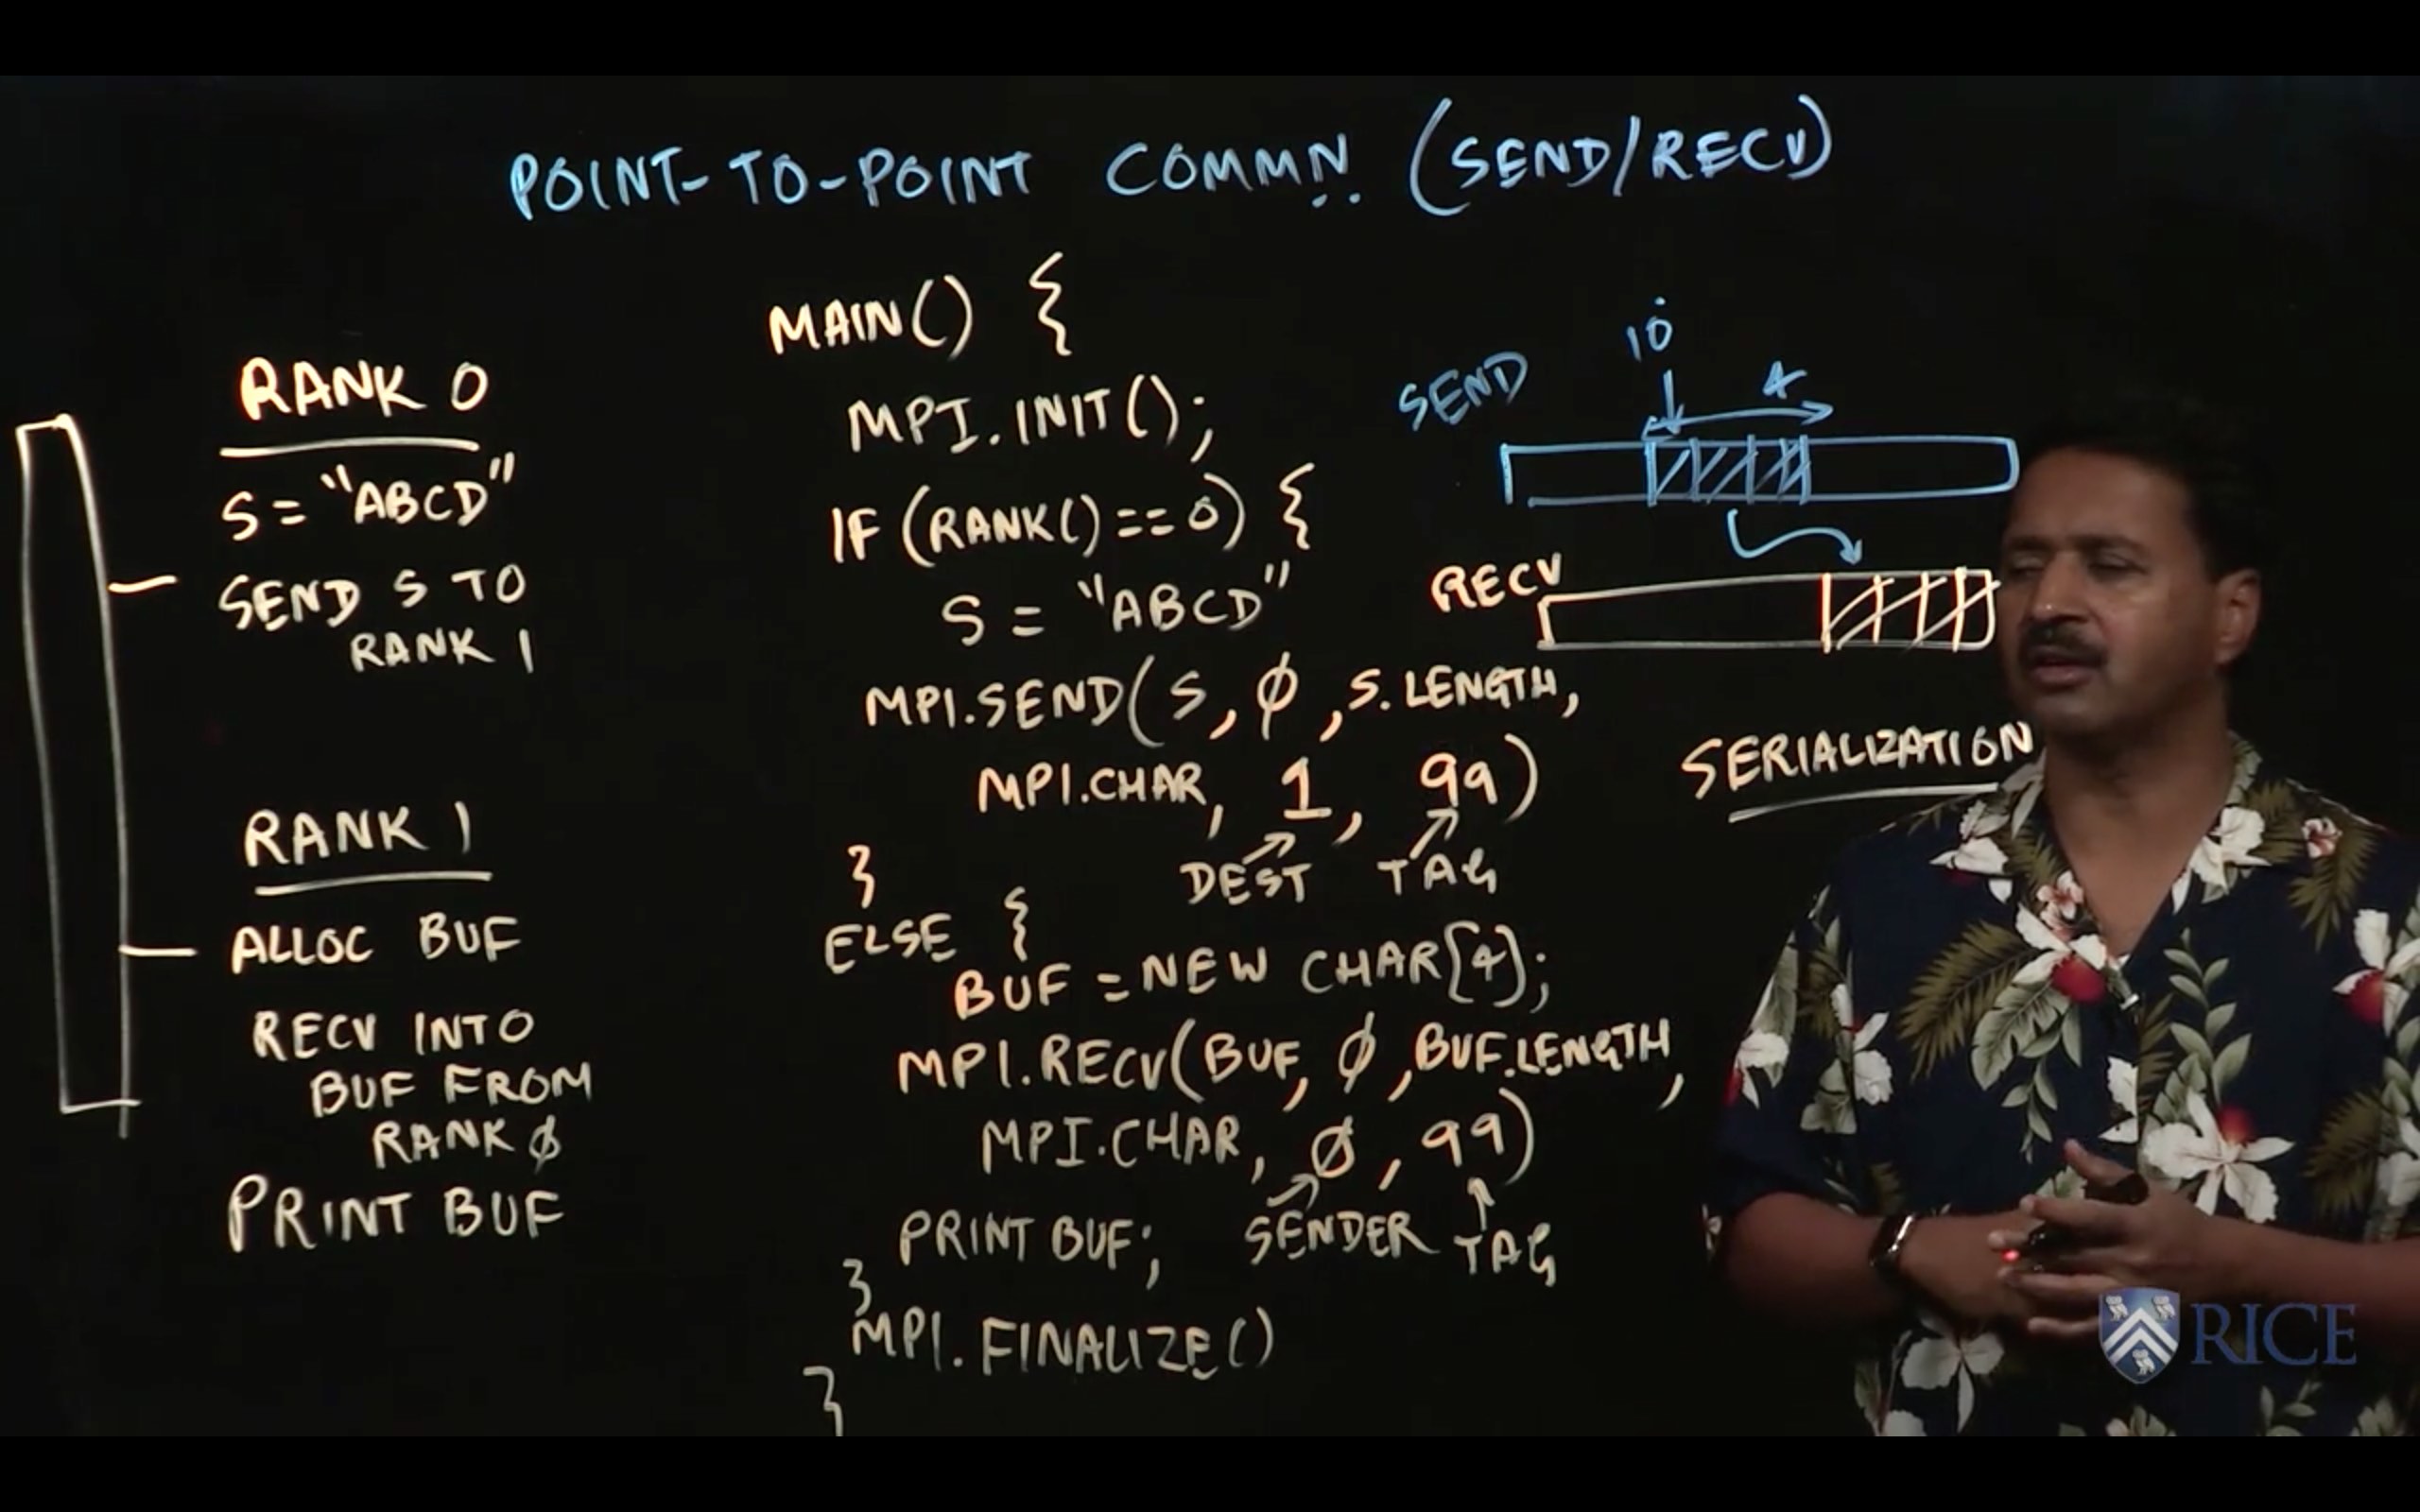 POINT-TO-POINT COMMN. (SEND/RECV)
RANK 0
S = "ABCD"
SEND S TO
RANK 1
RANK 1
ALLOC BUF
RECV INTO
BUF FROM
RANK Ø
PRINT BUF
MAIN() {
MPI.INIT();
IF (RANK() == 0) {
S = "ABCD"
MPI.SEND(S, Ø, S.LENGTH,
MPI.CHAR, 1, 99)
DEST TAG
}
ELSE {
BUF = NEW CHAR[4];
MPI.RECV(BUF, Ø, BUF.LENGTH,
MPI.CHAR, Ø, 99)
PRINT BUF; SENDER TAG
}
MPI.FINALIZE()
}
10
SEND 4
RECV
SERIALIZATION
RICE